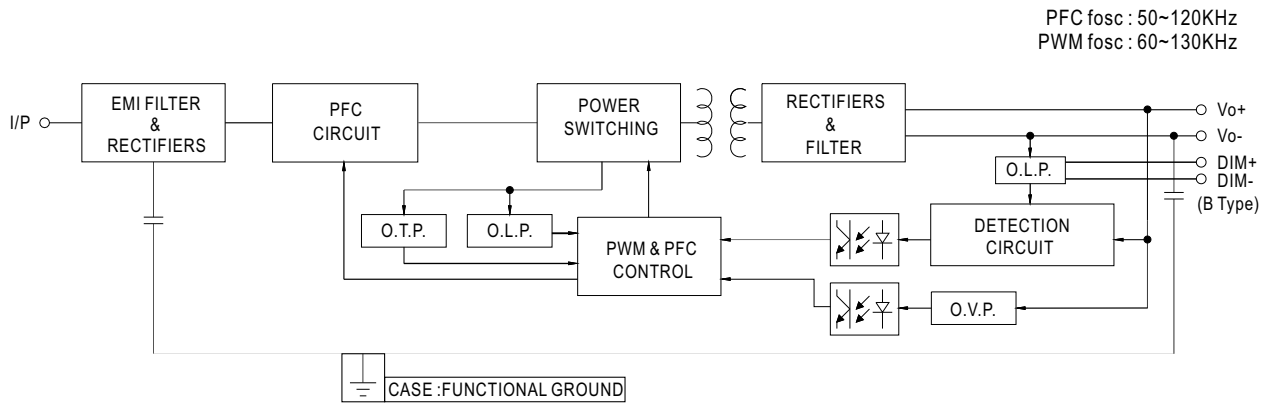 PFC fosc : 50~120KHz
PWM fosc : 60~130KHz
I/P
EMI FILTER
&
RECTIFIERS
PFC
CIRCUIT
POWER
SWITCHING
RECTIFIERS
&
FILTER
Vo+
Vo-
DIM+
DIM-
(B Type)
O.L.P.
O.T.P.
O.L.P.
PWM & PFC
CONTROL
DETECTION
CIRCUIT
O.V.P.
CASE :FUNCTIONAL GROUND